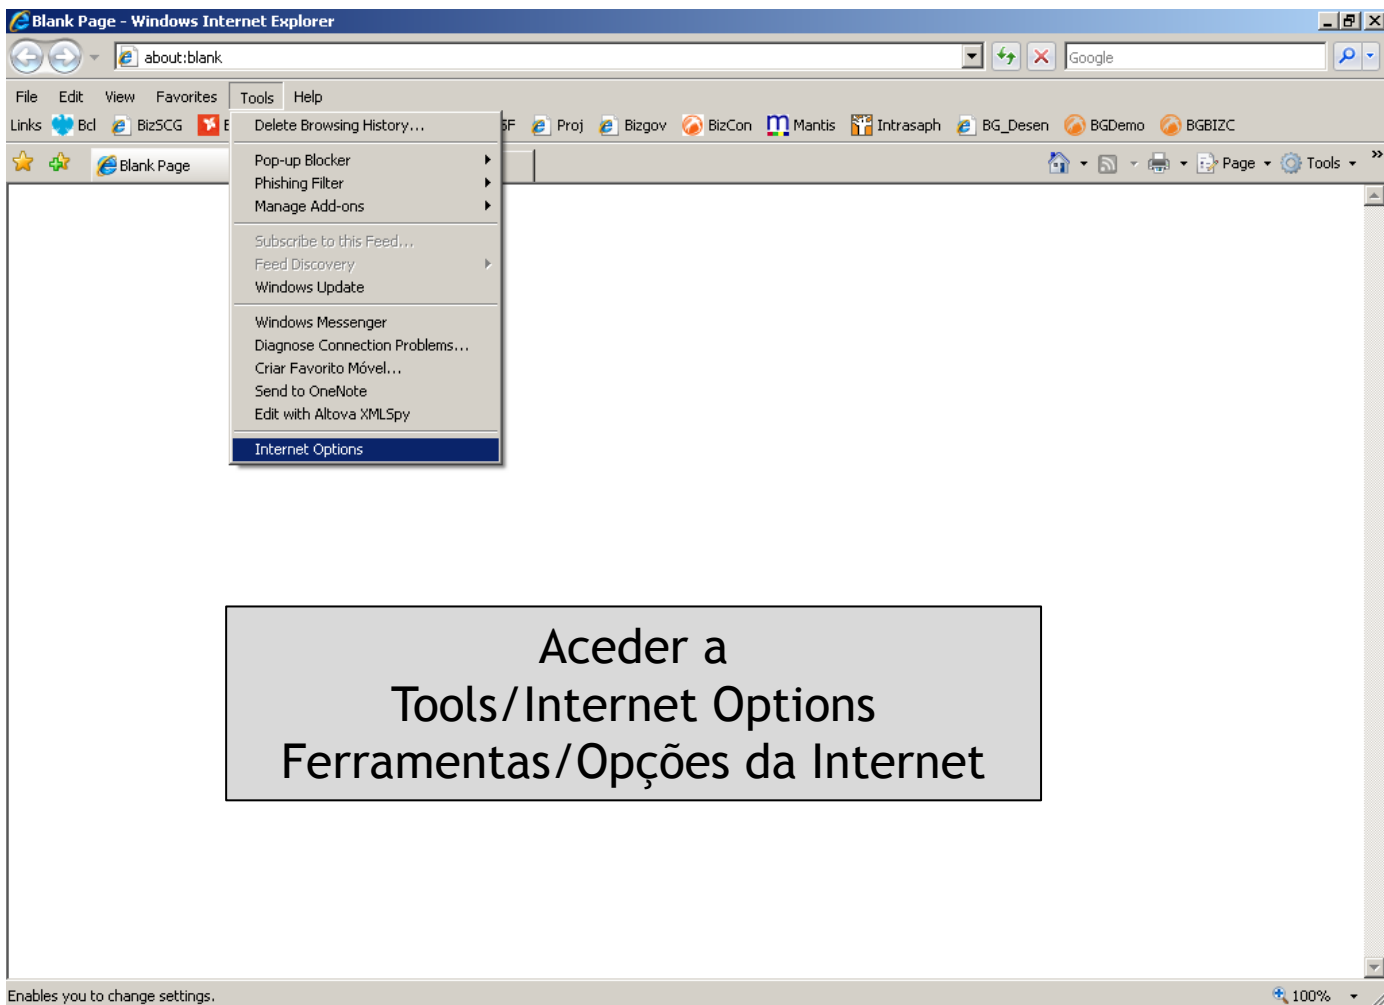 Blank Page - Windows Internet Explorer
about:blank
Google
File Edit View Favorites Tools Help
Links Bcl BizSCG Proj Bizgov BizCon Mantis Intrasaph BG_Desen BGDemo BGBIZC
Blank Page
Page Tools »
Delete Browsing History...
Pop-up Blocker
Phishing Filter
Manage Add-ons
Subscribe to this Feed...
Feed Discovery
Windows Update
Windows Messenger
Diagnose Connection Problems...
Criar Favorito Móvel...
Send to OneNote
Edit with Altova XMLSpy
Internet Options
Aceder a
Tools/Internet Options
Ferramentas/Opções da Internet
Enables you to change settings.
100%